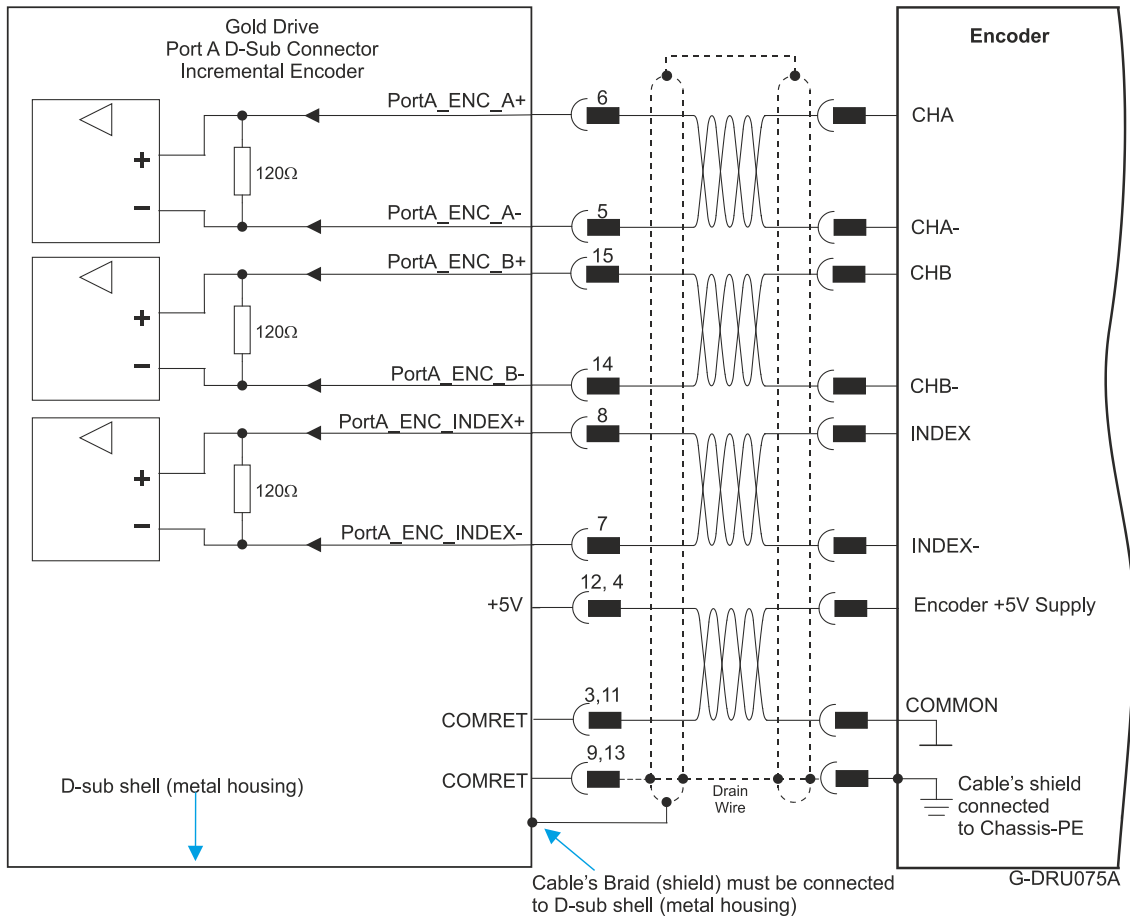 Gold Drive
Port A D-Sub Connector
Incremental Encoder
Encoder
PortA_ENC_A+
6
CHA
+
120Ω
−
PortA_ENC_A-
5
CHA-
PortA_ENC_B+
15
CHB
+
120Ω
−
PortA_ENC_B-
14
CHB-
PortA_ENC_INDEX+
8
INDEX
+
120Ω
−
PortA_ENC_INDEX-
7
INDEX-
+5V
12, 4
Encoder +5V Supply
COMRET
3,11
COMMON
COMRET
9,13
Drain
Wire
Cable's shield
connected
to Chassis-PE
D-sub shell (metal housing)
Cable's Braid (shield) must be connected
to D-sub shell (metal housing)
G-DRU075A